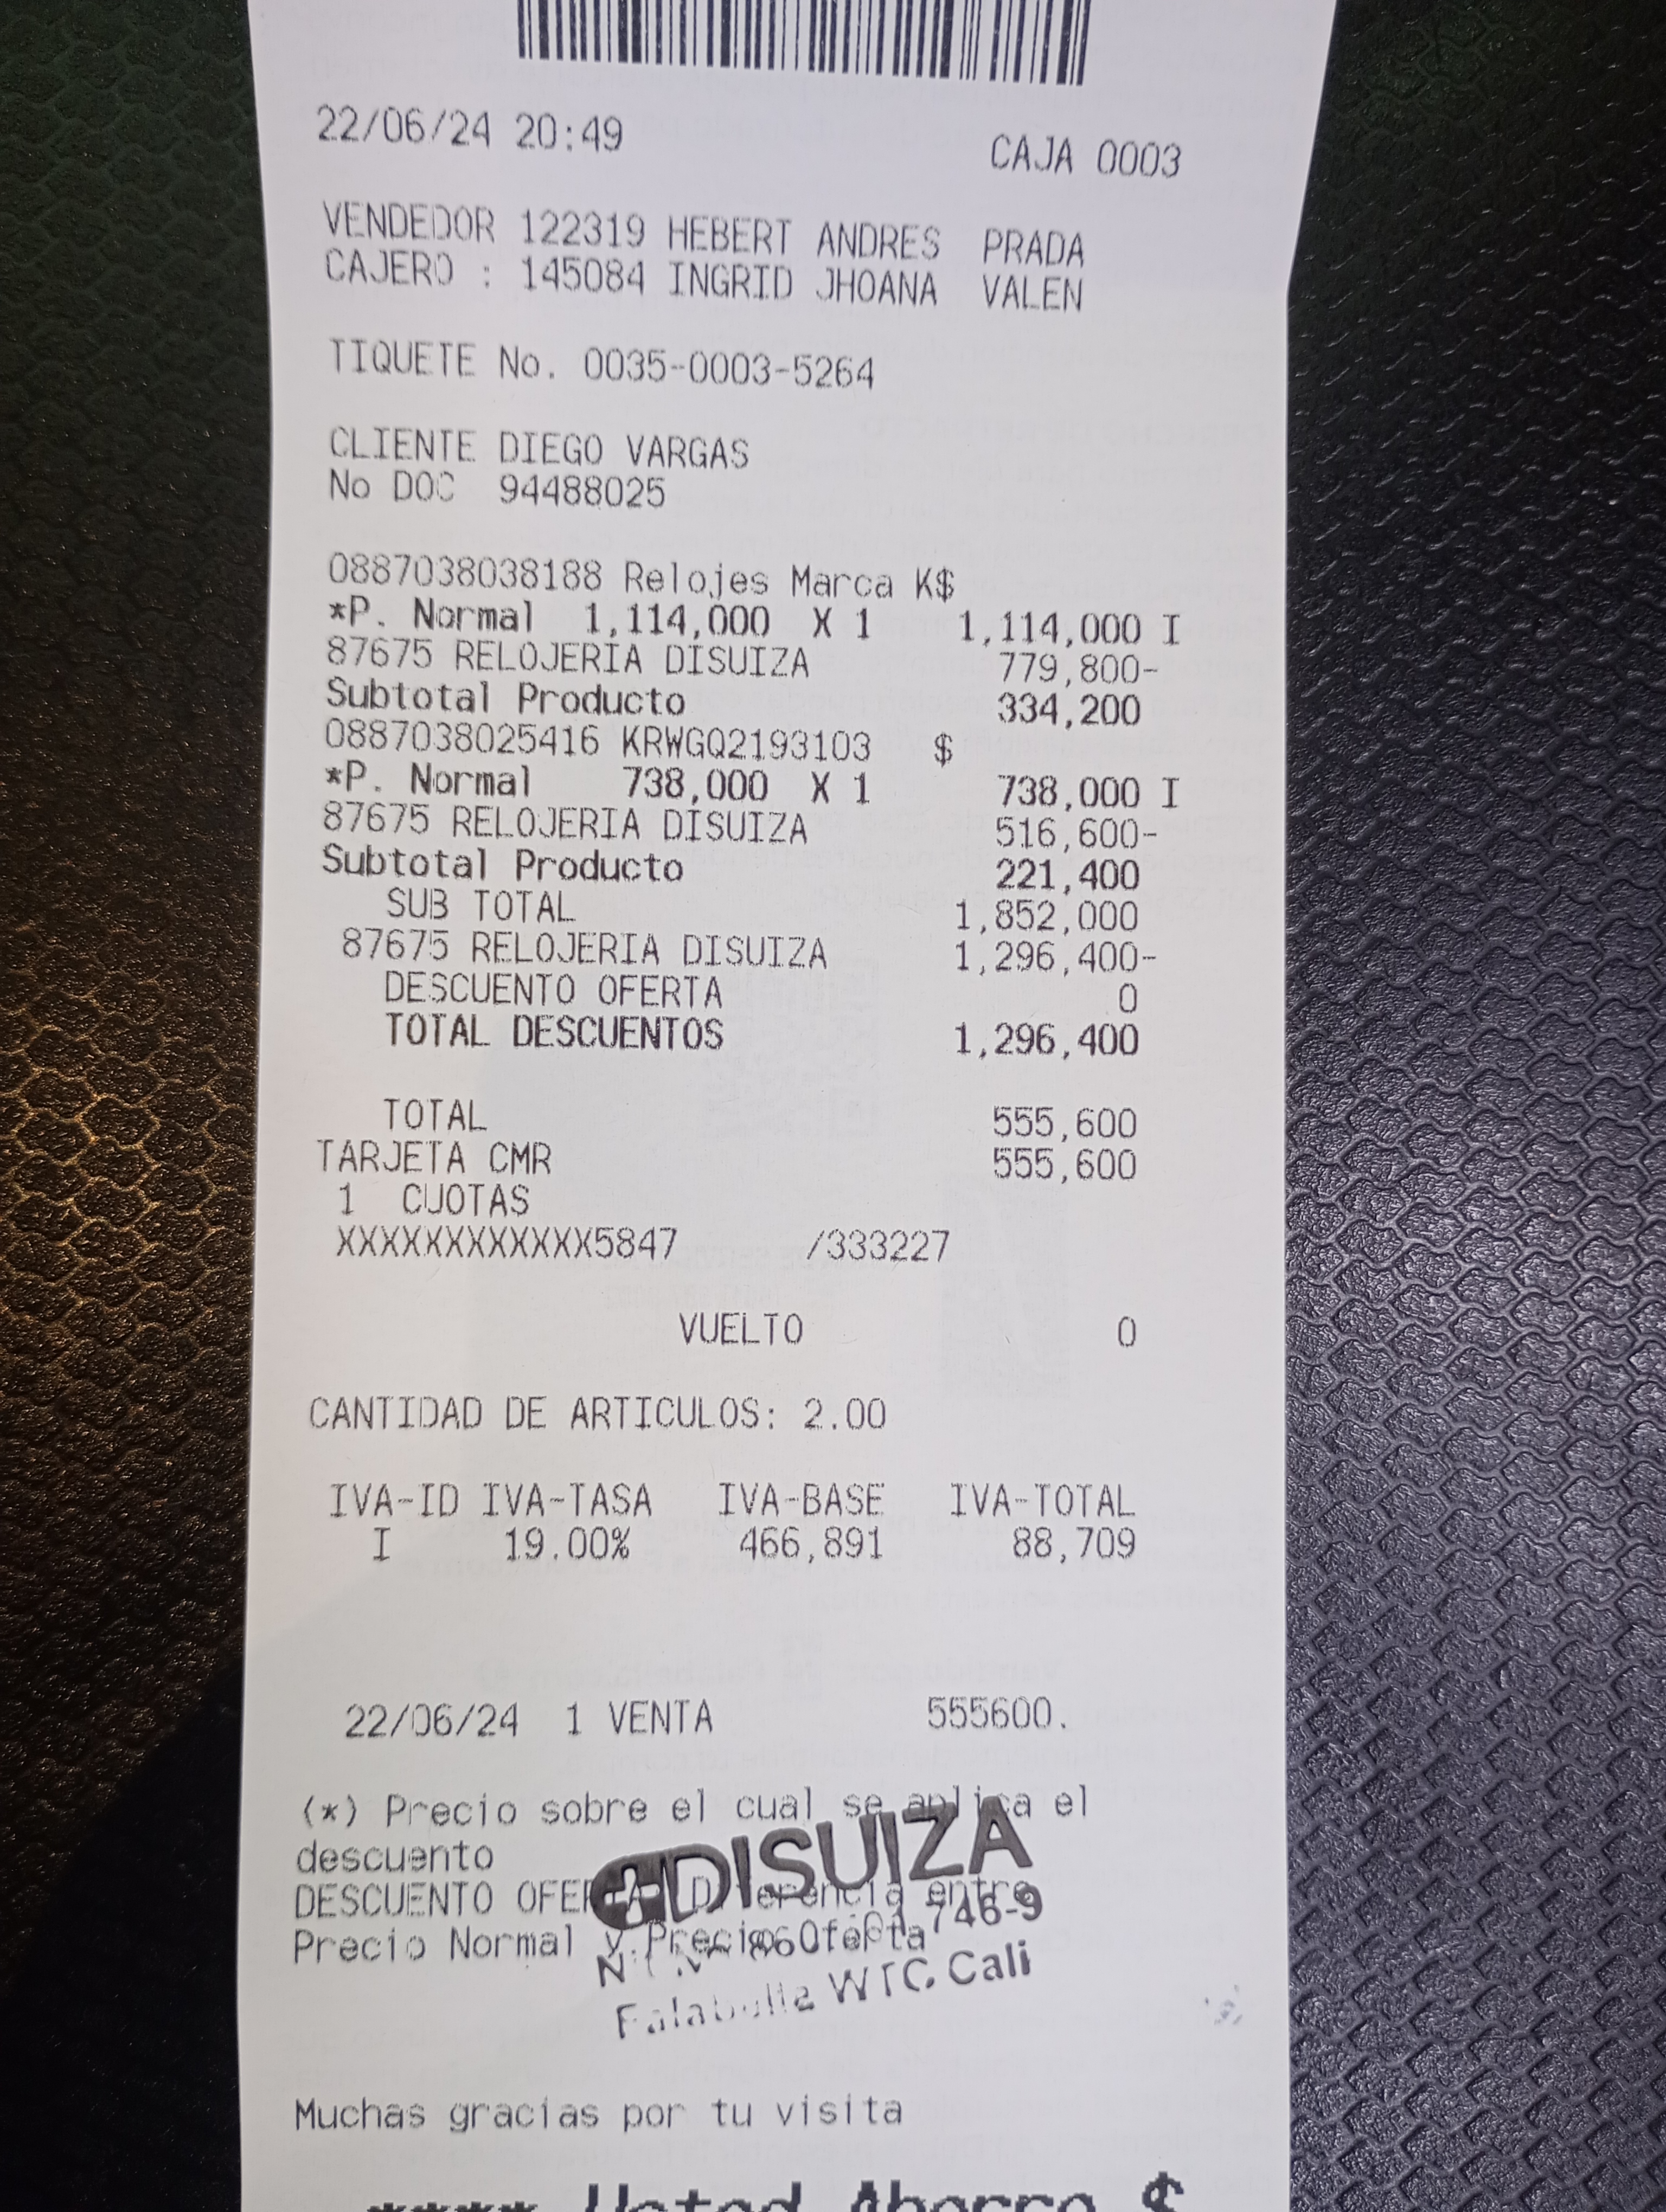 22/06/24 20:49
CAJA 0003
VENDEDOR 122319 HEBERT ANDRES PRADA
CAJERO : 145084 INGRID JHOANA VALEN
TIQUETE No. 0035-0003-5264
CLIENTE DIEGO VARGAS
No DOC 94488025
0887038038188 Relojes Marca K$
*P. Normal 1,114,000 X 1 1,114,000 I
87675 RELOJERIA DISUIZA 779,800-
Subtotal Producto 334,200
0887038025416 KRWGQ2193103 $
*P. Normal 738,000 X 1 738,000 I
87675 RELOJERIA DISUIZA 516,600-
Subtotal Producto 221,400
SUB TOTAL 1,852,000
87675 RELOJERIA DISUIZA 1,296,400-
DESCUENTO OFERTA 0
TOTAL DESCUENTOS 1,296,400
TOTAL 555,600
TARJETA CMR 555,600
1 CUOTAS
XXXXXXXXXXXX5847 /333227
VUELTO 0
CANTIDAD DE ARTICULOS: 2.00
IVA-ID IVA-TASA IVA-BASE IVA-TOTAL
I 19.00% 466,891 88,709
22/06/24 1 VENTA 555600.
(*) Precio sobre el cual se aplica el
descuento
DISUIZA
DESCUENTO OFERTA Diferencia entre
Precio Normal y Precio Oferta
Falabella WTC Cali
Muchas gracias por tu visita
**** Usted Ahorro $